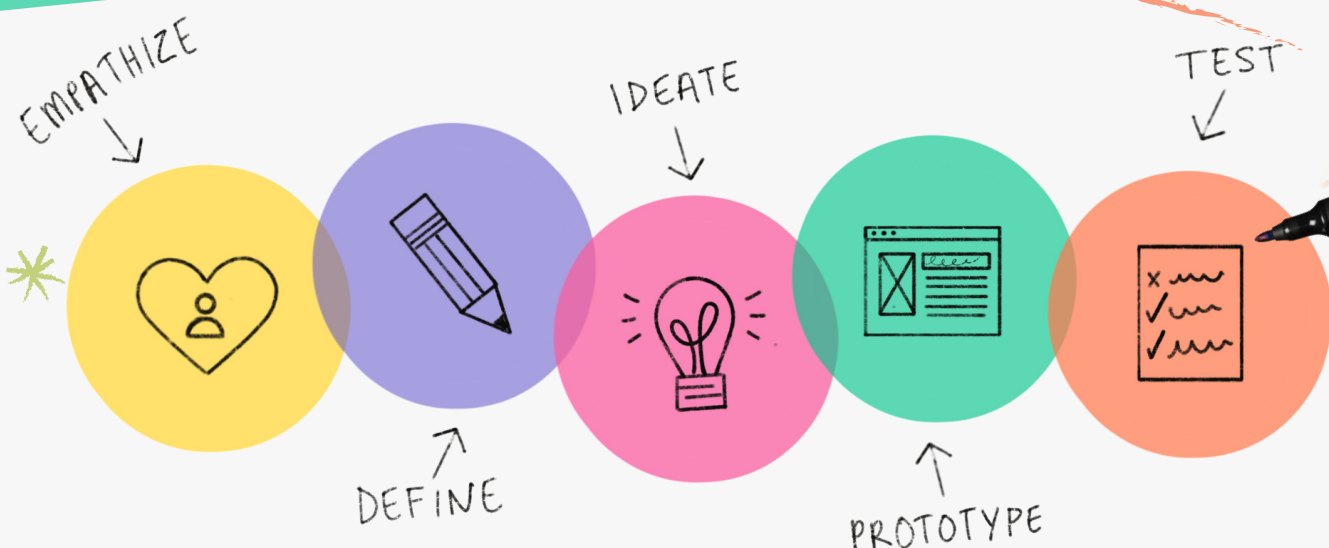 EMPATHIZE
DEFINE
IDEATE
PROTOTYPE
TEST